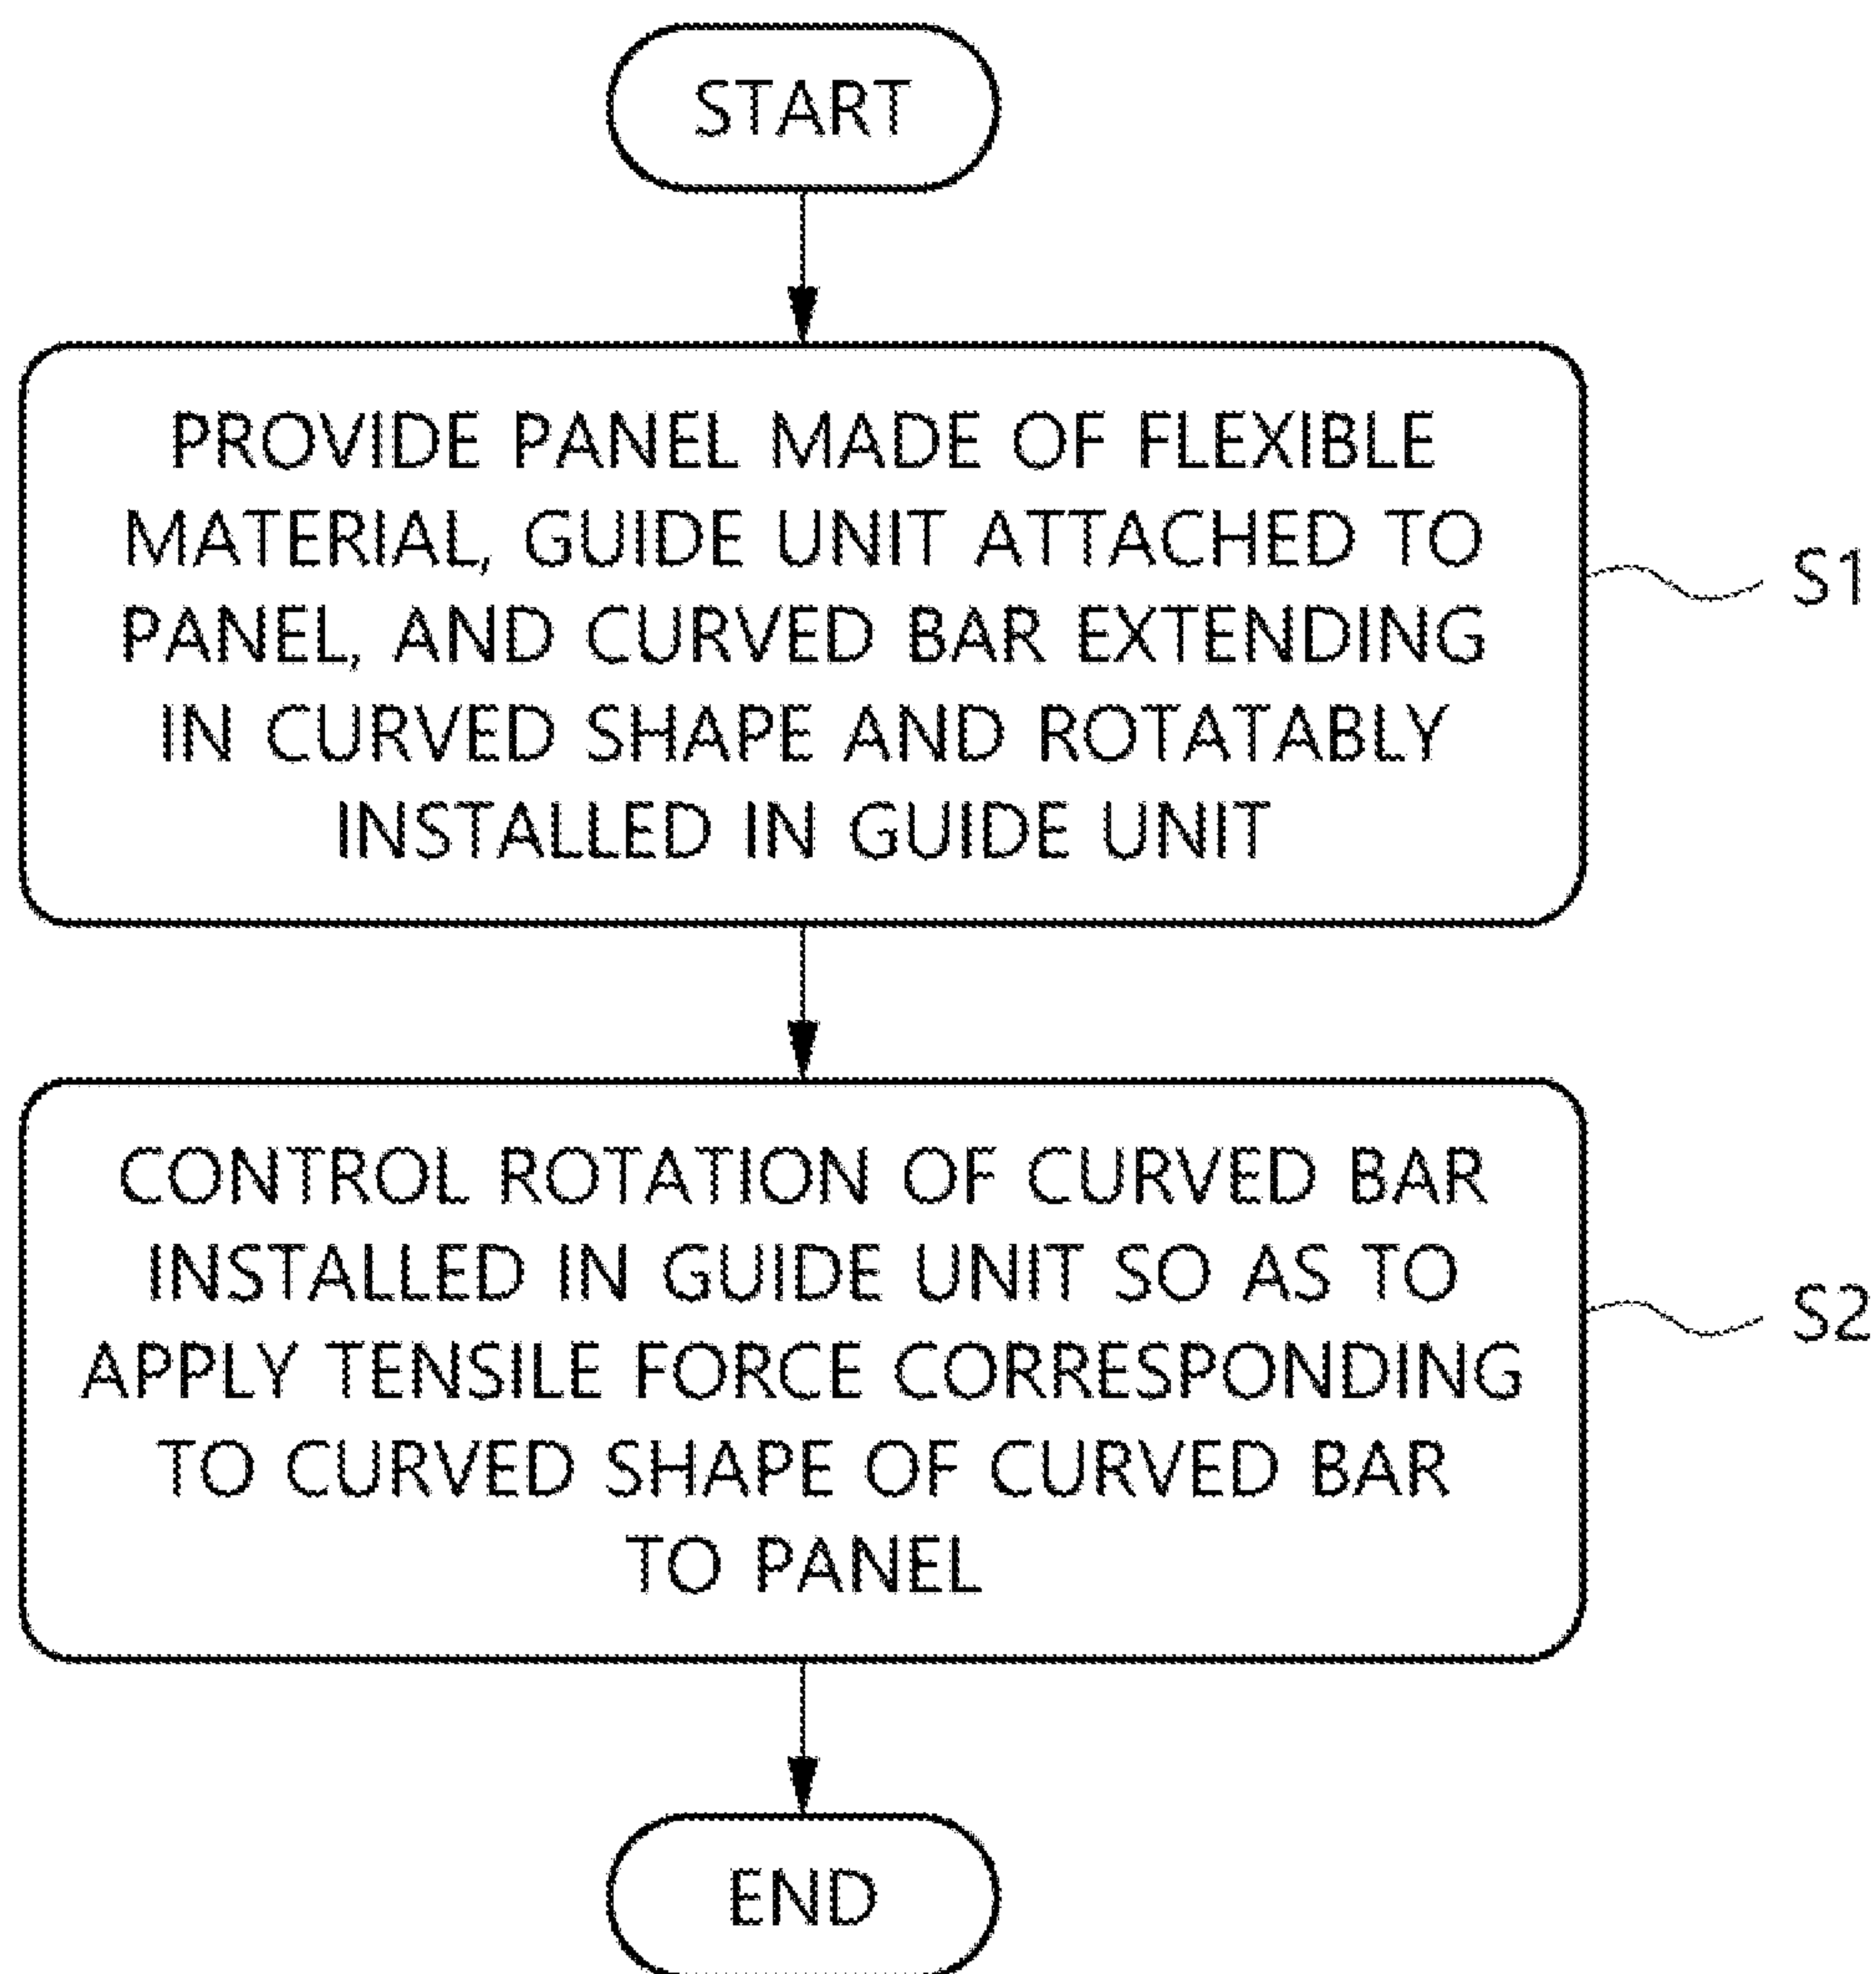 START
PROVIDE PANEL MADE OF FLEXIBLE
MATERIAL, GUIDE UNIT ATTACHED TO
PANEL, AND CURVED BAR EXTENDING
IN CURVED SHAPE AND ROTATABLY
INSTALLED IN GUIDE UNIT
S1
CONTROL ROTATION OF CURVED BAR
INSTALLED IN GUIDE UNIT SO AS TO
APPLY TENSILE FORCE CORRESPONDING
TO CURVED SHAPE OF CURVED BAR
TO PANEL
S2
END